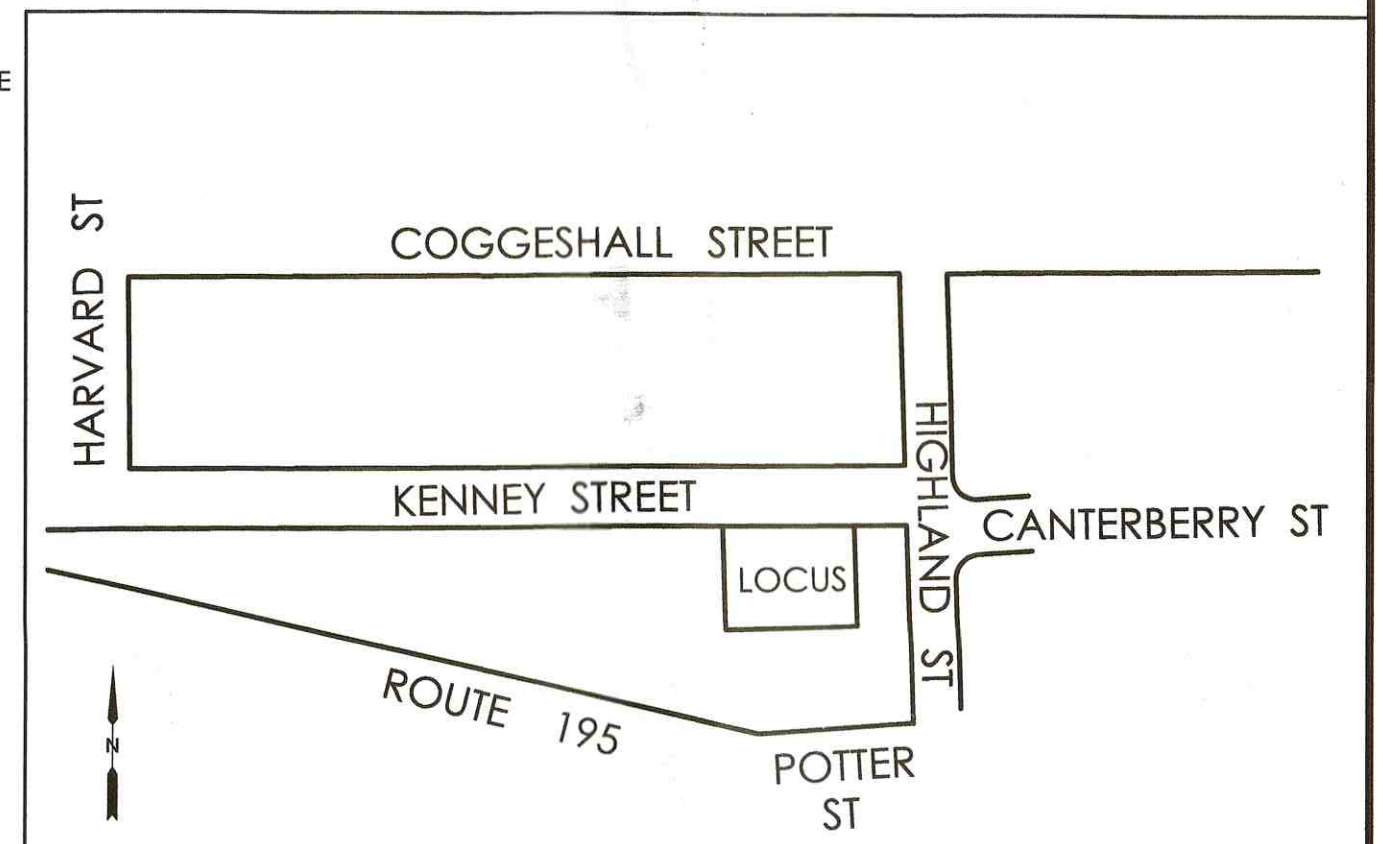 E
HARVARD ST
COGGESHALL STREET
HIGHLAND ST
KENNEY STREET
CANTERBERRY ST
LOCUS
ROUTE 195
N
POTTER
ST